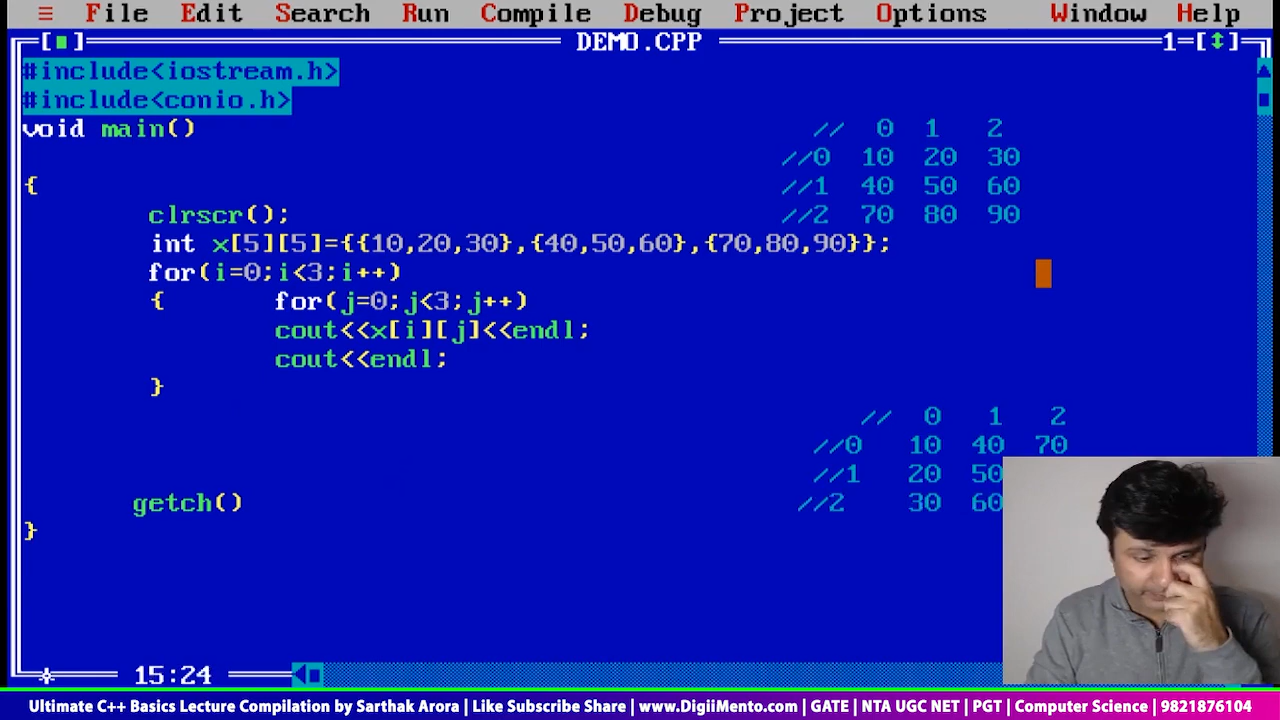 ≡ File Edit Search Run Compile Debug Project Options Window Help
DEMO.CPP 1
#include<iostream.h>
#include<conio.h>
void main() // 0 1 2
//0 10 20 30
{ //1 40 50 60
clrscr(); //2 70 80 90
int x[5][5]={{10,20,30},{40,50,60},{70,80,90}};
for(i=0;i<3;i++)
{ for(j=0;j<3;j++)
cout<<x[i][j]<<endl;
cout<<endl;
}
// 0 1 2
//0 10 40 70
//1 20 50
getch() //2 30 60
}
15:24
Ultimate C++ Basics Lecture Compilation by Sarthak Arora | Like Subscribe Share | www.DigiiMento.com | GATE | NTA UGC NET | PGT | Computer Science | 9821876104